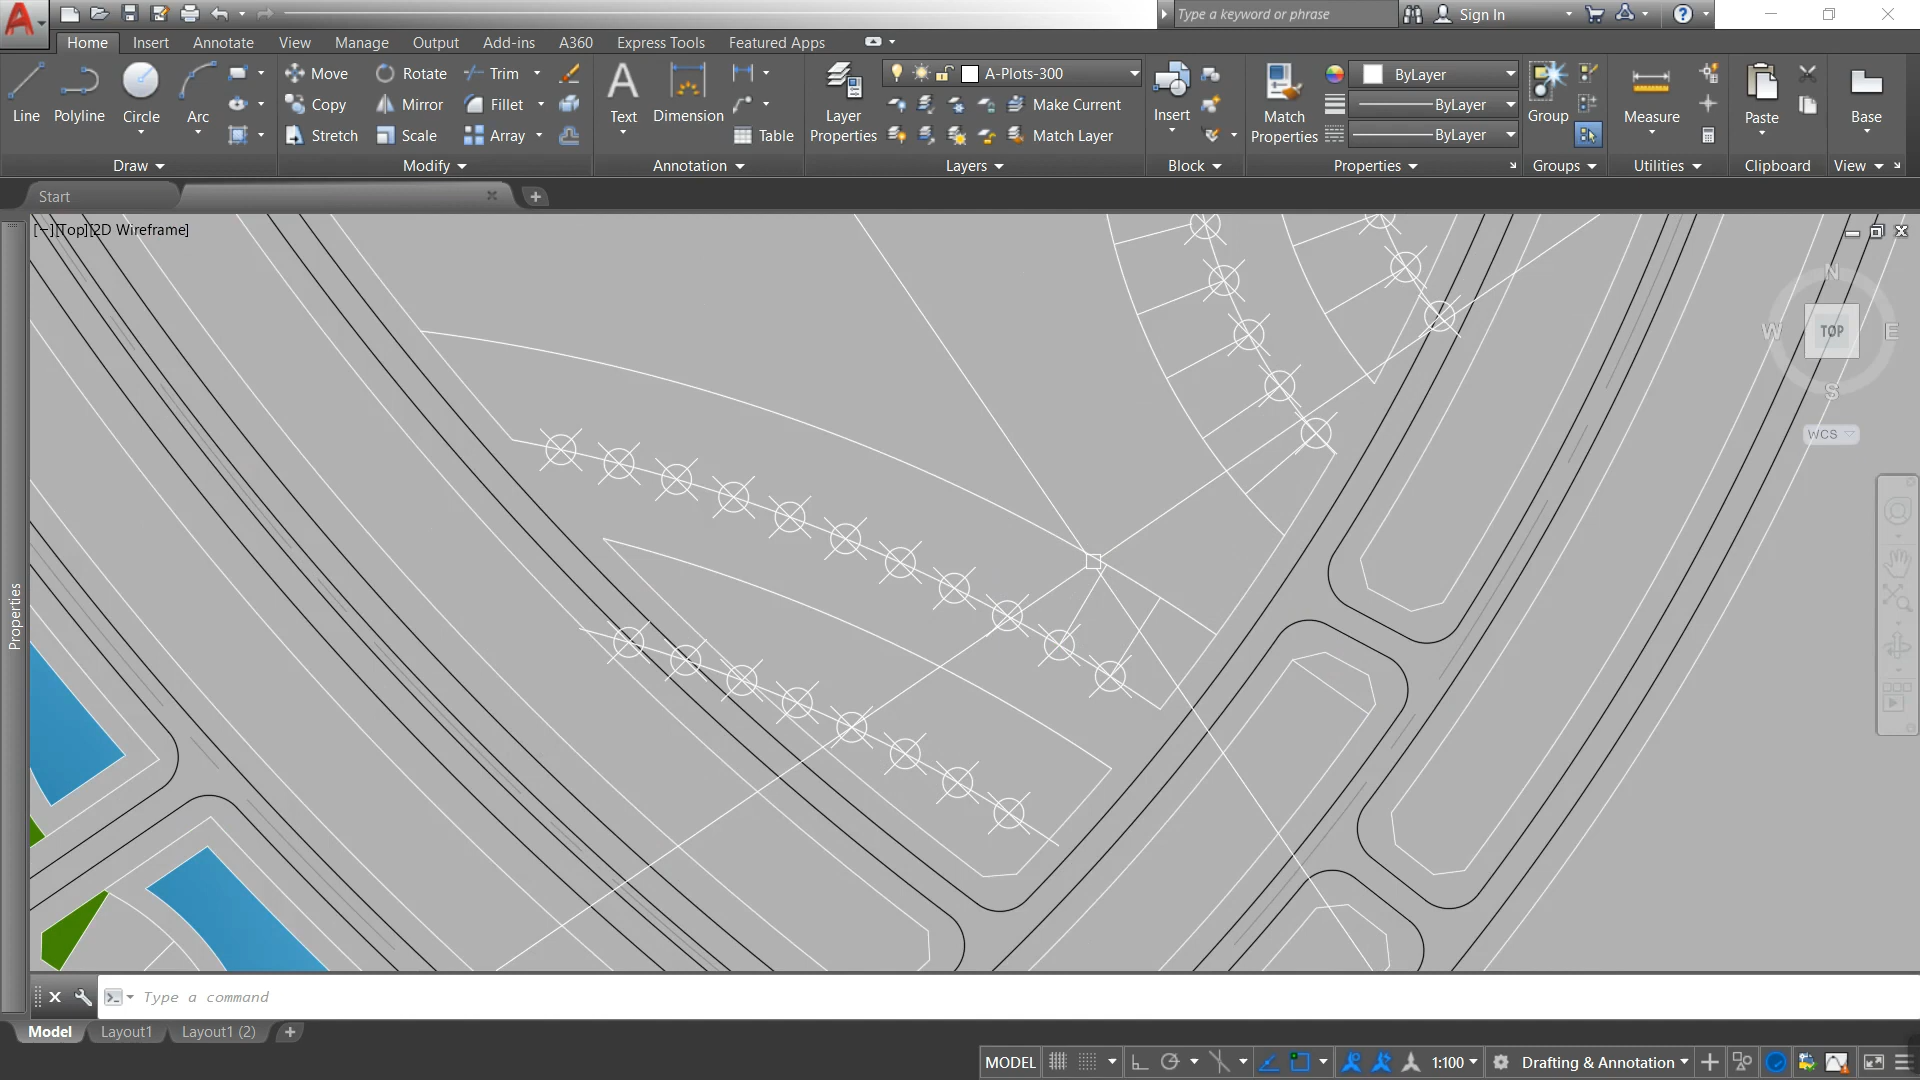 Type a keyword or phrase
Sign In
Home Insert Annotate View Manage Output Add-ins A360 Express Tools Featured Apps
Line Polyline Circle Arc
Draw
Move Rotate Trim
Copy Mirror Fillet
Stretch Scale Array
Modify
Text Dimension Table
Annotation
Layer Properties
A-Plots-300
Make Current
Match Layer
Layers
Insert
Block
Match Properties
ByLayer
ByLayer
ByLayer
Properties
Group
Groups
Measure
Utilities
Paste
Clipboard
Base
View
Start
[−][Top][2D Wireframe]
N
W TOP E
S
WCS
Properties
Type a command
Model Layout1 Layout1 (2)
MODEL 1:100 Drafting & Annotation